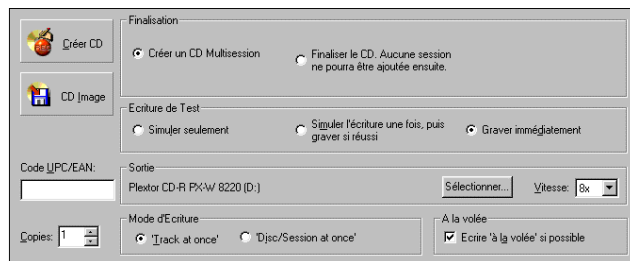 Finalisation
Créer CD
Créer un CD Multisession
Finaliser le CD. Aucune session
ne pourra être ajoutée ensuite.
CD Image
Ecriture de Test
Simuler seulement
Simuler l'écriture une fois, puis
graver si réussi
Graver immédiatement
Code UPC/EAN:
Sortie
Plextor CD-R PX-W 8220 (D:)
Sélectionner...
Vitesse:
8x
Copies:
1
Mode d'Ecriture
'Track at once'
'Disc/Session at once'
A la volée
Ecrire 'à la volée' si possible